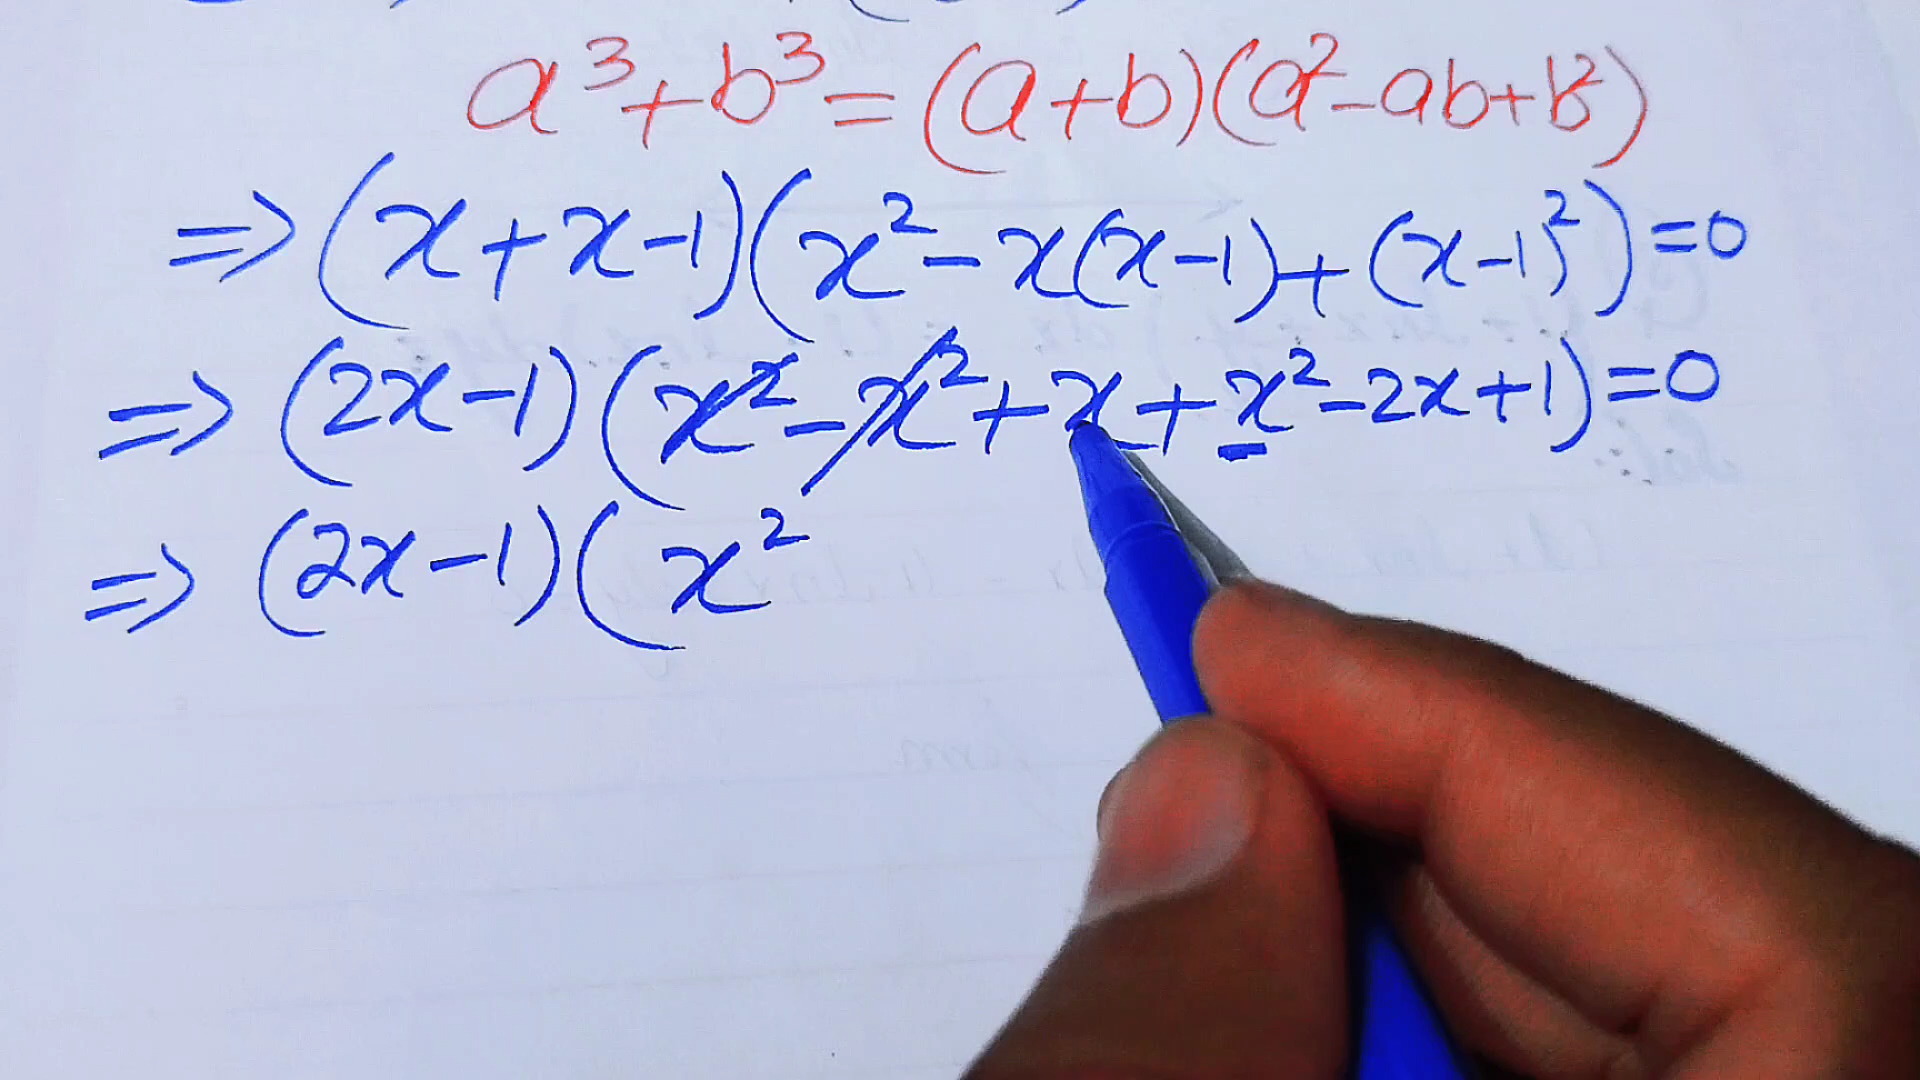 a³+b³=(a+b)(a²-ab+b²)
⇒(x+x-1)(x²-x(x-1)+(x-1)²)=0
⇒(2x-1)(x²-x²+x+x²-2x+1)=0
⇒(2x-1)(x²